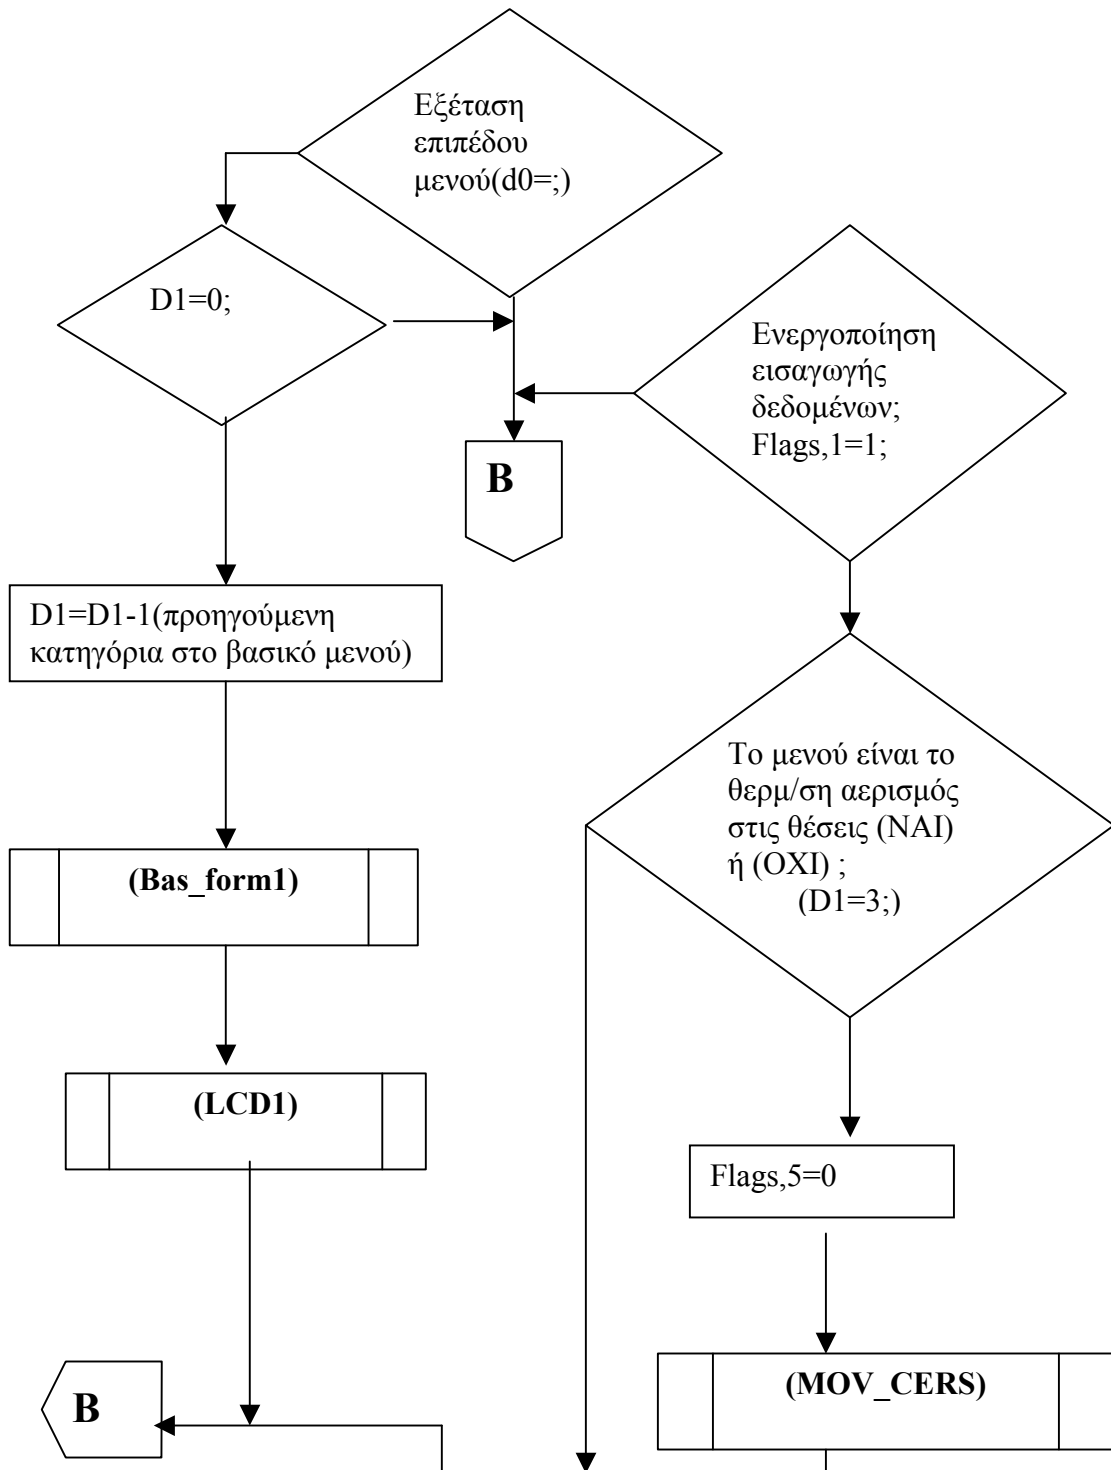 Εξέταση
επιπέδου
μενού(d0=;)
D1=0;
Ενεργοποίηση
εισαγωγής
δεδομένων;
Flags,1=1;
B
D1=D1-1(προηγούμενη
κατηγόρια στο βασικό μενού)
Το μενού είναι το
θερμ/ση αερισμός
στις θέσεις (ΝΑΙ)
ή (ΟΧΙ) ;
(D1=3;)
(Bas_form1)
(LCD1)
Flags,5=0
(MOV_CERS)
B